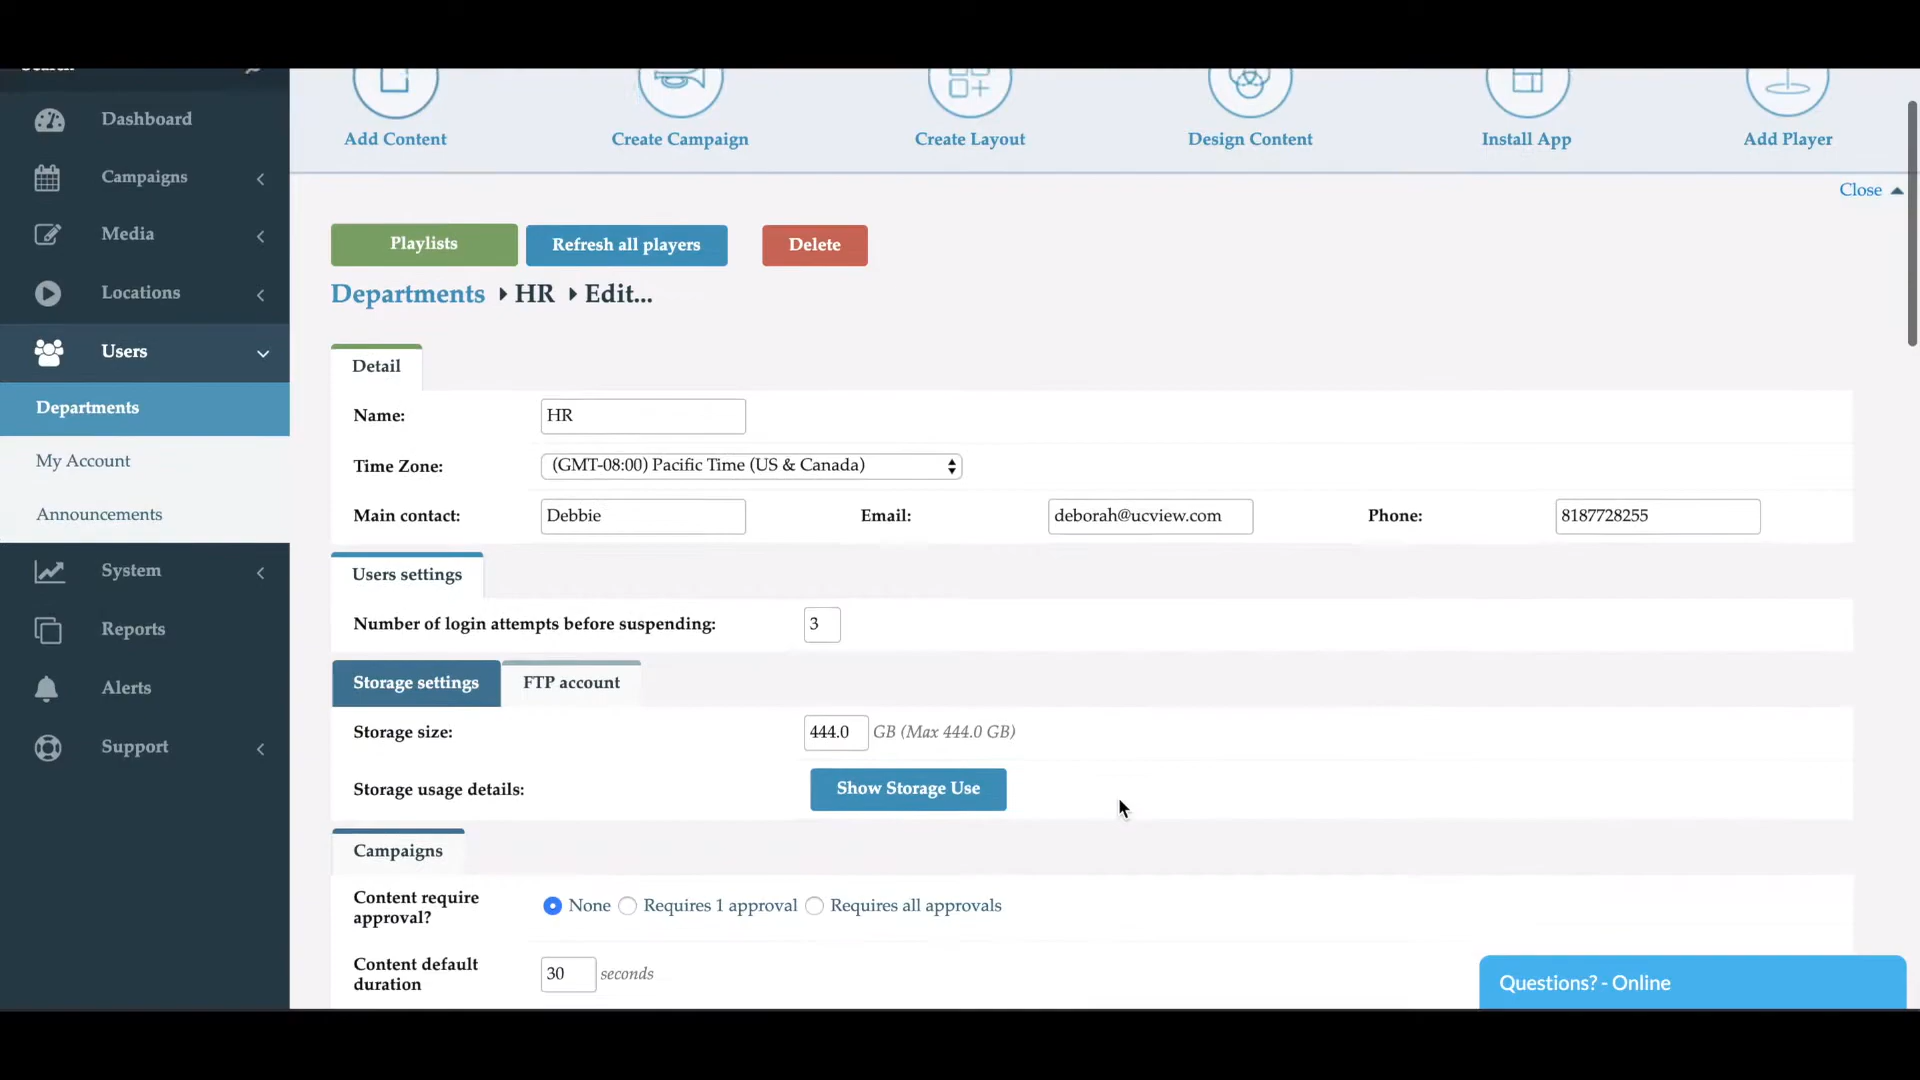 Search
Dashboard
Campaigns
Media
Locations
Users
Departments
My Account
Announcements
System
Reports
Alerts
Support
Add Content
Create Campaign
Create Layout
Design Content
Install App
Add Player
Close
Playlists
Refresh all players
Delete
Departments HR Edit...
Detail
Name: HR
Time Zone: (GMT-08:00) Pacific Time (US & Canada)
Main contact: Debbie Email: deborah@ucview.com Phone: 8187728255
Users settings
Number of login attempts before suspending: 3
Storage settings FTP account
Storage size: 444.0 GB (Max 444.0 GB)
Storage usage details: Show Storage Use
Campaigns
Content require
approval?
None Requires 1 approval Requires all approvals
Content default
duration
30 seconds
Questions? - Online